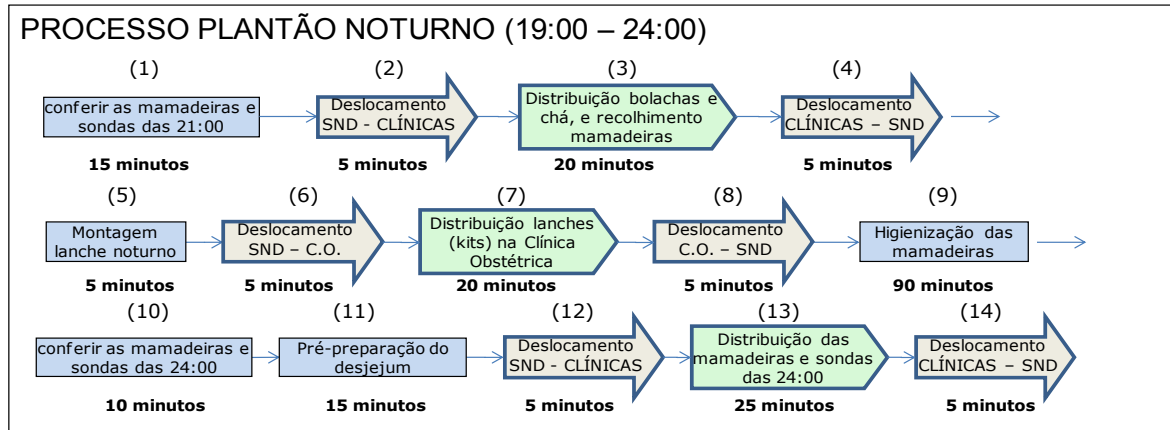 PROCESSO PLANTÃO NOTURNO (19:00 – 24:00)
(1)
conferir as mamadeiras e
sondas das 21:00
15 minutos
(2)
Deslocamento
SND - CLÍNICAS
5 minutos
(3)
Distribuição bolachas e
chá, e recolhimento
mamadeiras
20 minutos
(4)
Deslocamento
CLÍNICAS – SND
5 minutos
(5)
Montagem
lanche noturno
5 minutos
(6)
Deslocamento
SND – C.O.
5 minutos
(7)
Distribuição lanches
(kits) na Clínica
Obstétrica
20 minutos
(8)
Deslocamento
C.O. – SND
5 minutos
(9)
Higienização das
mamadeiras
90 minutos
(10)
conferir as mamadeiras e
sondas das 24:00
10 minutos
(11)
Pré-preparação do
desjejum
15 minutos
(12)
Deslocamento
SND - CLÍNICAS
5 minutos
(13)
Distribuição das
mamadeiras e sondas
das 24:00
25 minutos
(14)
Deslocamento
CLÍNICAS – SND
5 minutos